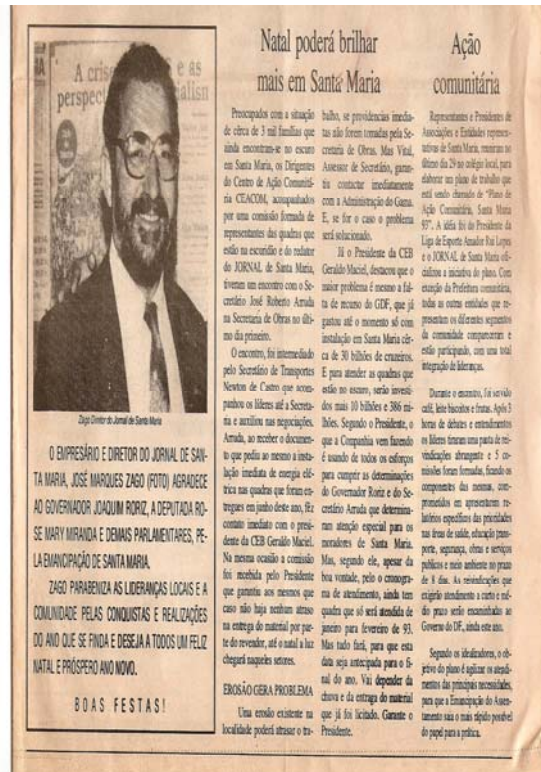 A crise e as
perspec ialism
Zago Diretor do Jornal de Santa Maria
O EMPRESÁRIO E DIRETOR DO JORNAL DE SAN-
TA MARIA, JOSÉ MARQUES ZAGO (FOTO) AGRADECE
AO GOVERNADOR JOAQUIM RORIZ, A DEPUTADA RO-
SE MARY MIRANDA E DEMAIS PARLAMENTARES, PE-
LA EMANCIPAÇÃO DE SANTA MARIA.
ZAGO PARABENIZA AS LIDERANÇAS LOCAIS E A
COMUNIDADE PELAS CONQUISTAS E REALIZAÇÕES
DO ANO QUE SE FINDA E DESEJA A TODOS UM FELIZ
NATAL E PRÓSPERO ANO NOVO.
BOAS FESTAS!
Natal poderá brilhar
mais em Santa Maria
Preocupados com a situação
de cêrca de 3 mil famílias que
ainda encontram-se no escuro
em Santa Maria, os Dirigentes
do Centro de Ação Comunitá-
ria CEACOM, acompanhados
por uma comissão formada de
representantes das quadras que
estão na escuridão e do redator
do JORNAL de Santa Maria,
tiveram um encontro com o Se-
cretário José Roberto Arruda
na Secretaria de Obras no últi-
mo dia primeiro.
O encontro, foi intermediado
pelo Secretário de Transportes
Newton de Castro que acom-
panhou os líderes até a Secreta-
ria e auxiliou nas negociações.
Arruda, ao receber o documen-
to que pediu ao mesmo a insta-
lação imediata de energia elé-
trica nas quadras que foram en-
tregues em junho deste ano, fêz
contato imediato com o presi-
dente da CEB Geraldo Maciel.
Na mesma ocasião a comissão
foi recebida pelo Presidente
que garantiu aos mesmos que
caso não haja nenhum atraso
na entrega do material por par-
te do revendor, até o natal a luz
chegará naqueles setores.
EROSÃO GERA PROBLEMA
Uma erosão existente na
localidade poderá atrasar o tra-
balho, se providencias imedia-
tas não forem tomadas pela Se-
cretaria de Obras. Mas Vital,
Assessor de Secretário, garan-
tiu contactar imediatamente
com a Administração do Gama.
E, se for o caso o problema
será solucionado.
Já o Presidente da CEB
Geraldo Maciel, destacou que o
maior problema é mesmo a fal-
ta de recurso do GDF, que já
gastou até o momento só com
instalação em Santa Maria cêr-
ca de 30 bilhões de cruzeiros.
E para atender as quadras que
estão no escuro, serão investi-
dos mais 10 bilhões e 386 mi-
lhões. Segundo o Presidente, o
que a Companhia vem fazendo
é usando de todos os esforços
para cumprir as determinações
do Governador Roriz e do Se-
cretário Arruda que determina-
ram atenção especial para os
moradores de Santa Maria.
Mas, segundo ele, apesar da
boa vontade, pelo o cronogra-
ma de atendimento, ainda tem
quadra que só será atendida de
janeiro para fevereiro de 93.
Mas tudo fará, para que esta
data seja antecipada para o fi-
nal do ano. Vai depender da
chuva e da entraga do material
que já foi licitado. Garante o
Presidente.
Ação
comunitária
Representantes e Presidentes de
Associações e Entidades represen-
tativas de Santa Maria, reuniram no
último dia 29 no colégio local, para
elaborar um plano de trabalho que
está sendo chamado de "Plano de
Ação Comunitária, Santa Maria
93". A idéia foi do Presidente da
Liga de Esporte Amador Rui Lopes
e o JORNAL de Santa Maria ofi-
cializou a iniciativa do plano. Com
exceção da Prefeitura comunitária,
todas as outras entidades que re-
presentam os diferentes segmentos
da comunidade compareceram e
estão participando, com uma total
integração de lideranças.
Durante o encontro, foi servido
café, leite biscoitos e frutas. Após 3
horas de debates e entendimentos
os líderes tiraram uma pauta de rei-
vindicações abrangente e 5 co-
missões foram formadas, ficando os
componentes das mesmas, com-
prometidos em apresentarem re-
latórios específicos das prioridades
nas áreas de saúde, educação trans-
porte, segurança, obras e serviços
publicos e meio ambiente no prazo
de 8 dias. As reivindicações que
exigirão atendimento a curto e mé-
dio prazo serão encaminhadas ao
Governo do DF, ainda este ano.
Segundo os idealizadores, o ob-
jetivo do plano é agilizar os atendi-
mentos das principais necessidades,
para que a Emancipação do Assen-
tamento saia o mais rápido possivel
do papel para a prática.